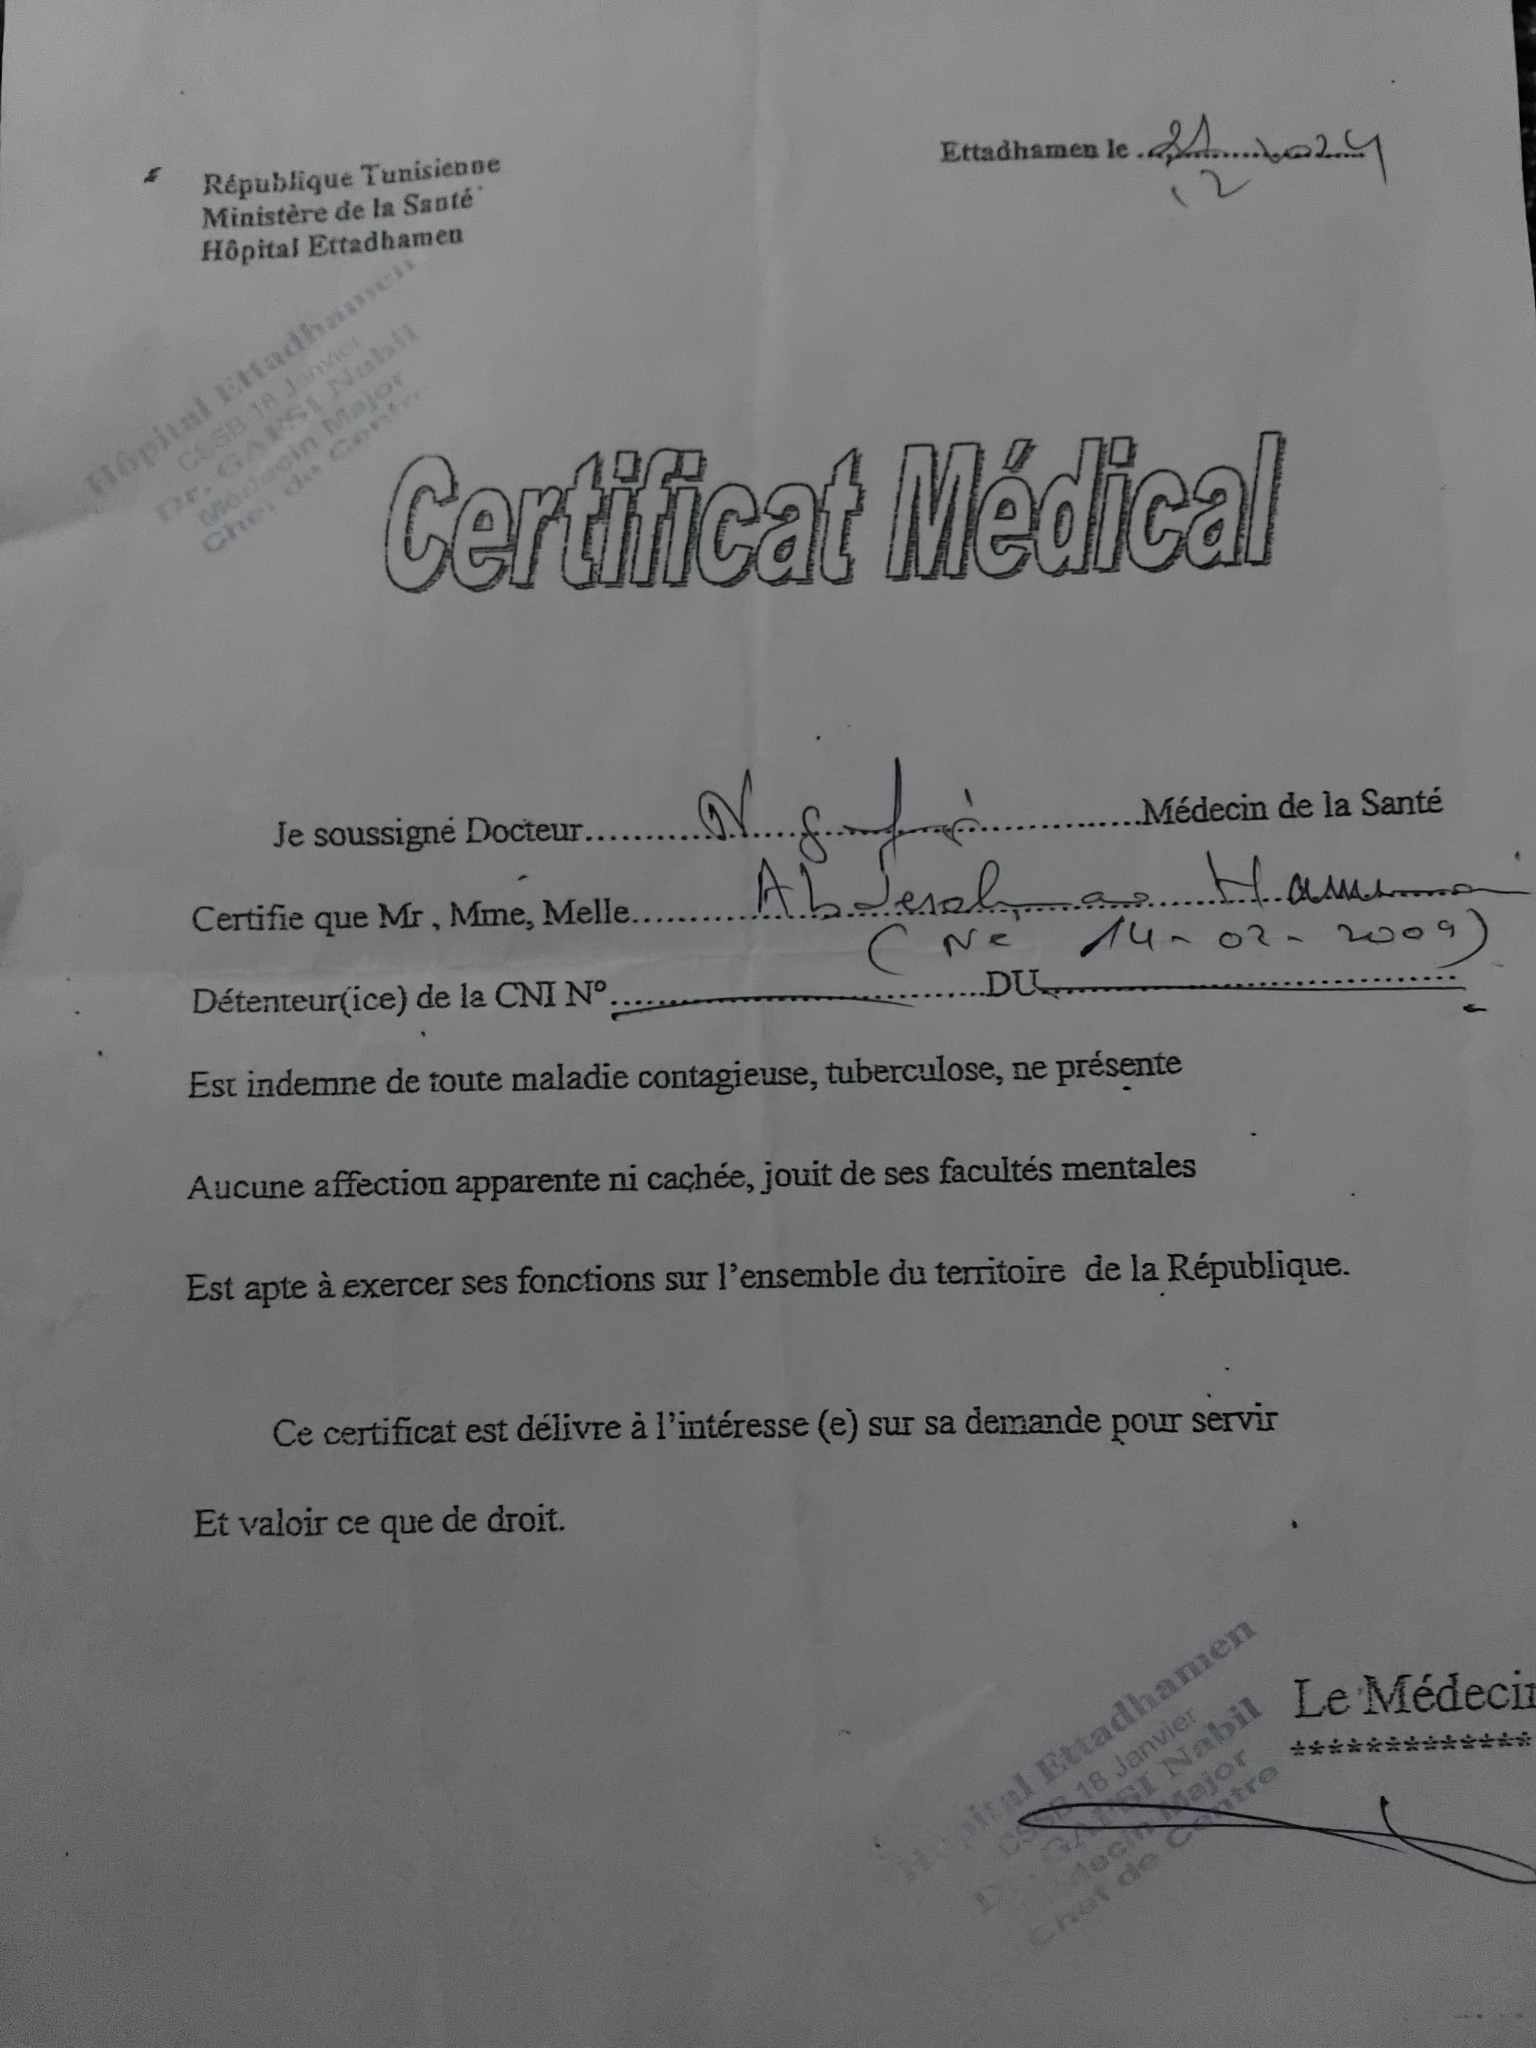 République Tunisienne
Ministère de la Santé
Hôpital Ettadhamen
Ettadhamen le 2024
12
Hôpital Ettadhamen
CSSB 18 Janvier
Dr. GAFSI Nabil
Médecin Major
Chef de
Certificat Médical
Je soussigné Docteur N Médecin de la Santé
Certifie que Mr , Mme, Melle
(Né 14-02-2009)
Détenteur(ice) de la CNI N° DU
Est indemne de toute maladie contagieuse, tuberculose, ne présente
Aucune affection apparente ni cachée, jouit de ses facultés mentales
Est apte à exercer ses fonctions sur l'ensemble du territoire de la République.
Ce certificat est délivre à l'intéresse (e) sur sa demande pour servir
Et valoir ce que de droit.
Le Médecin
*************
Hôpital Ettadhamen
CSSB 18 Janvier
GAFSI Nabil
Médecin Major
Chef de Centre